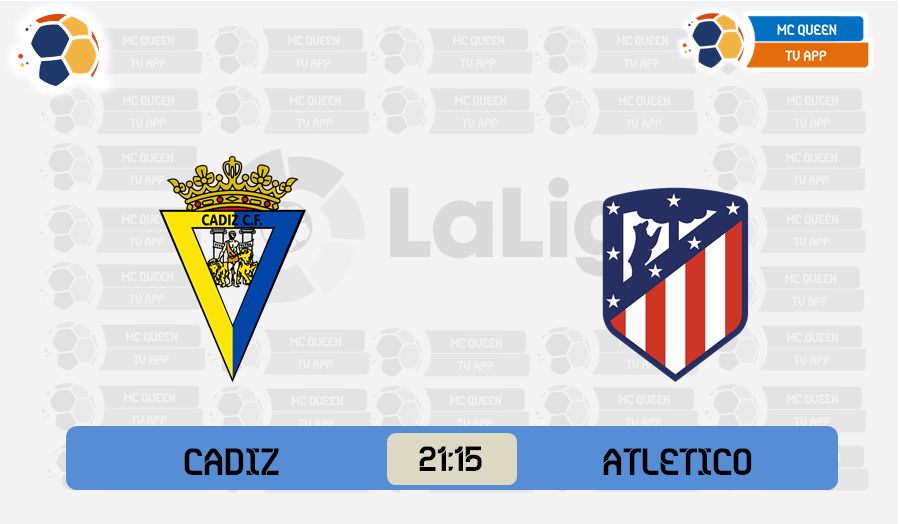 MC QUEEN
TV APP
LaLig
CADIZ C.F.
CADIZ
21:15
ATLETICO